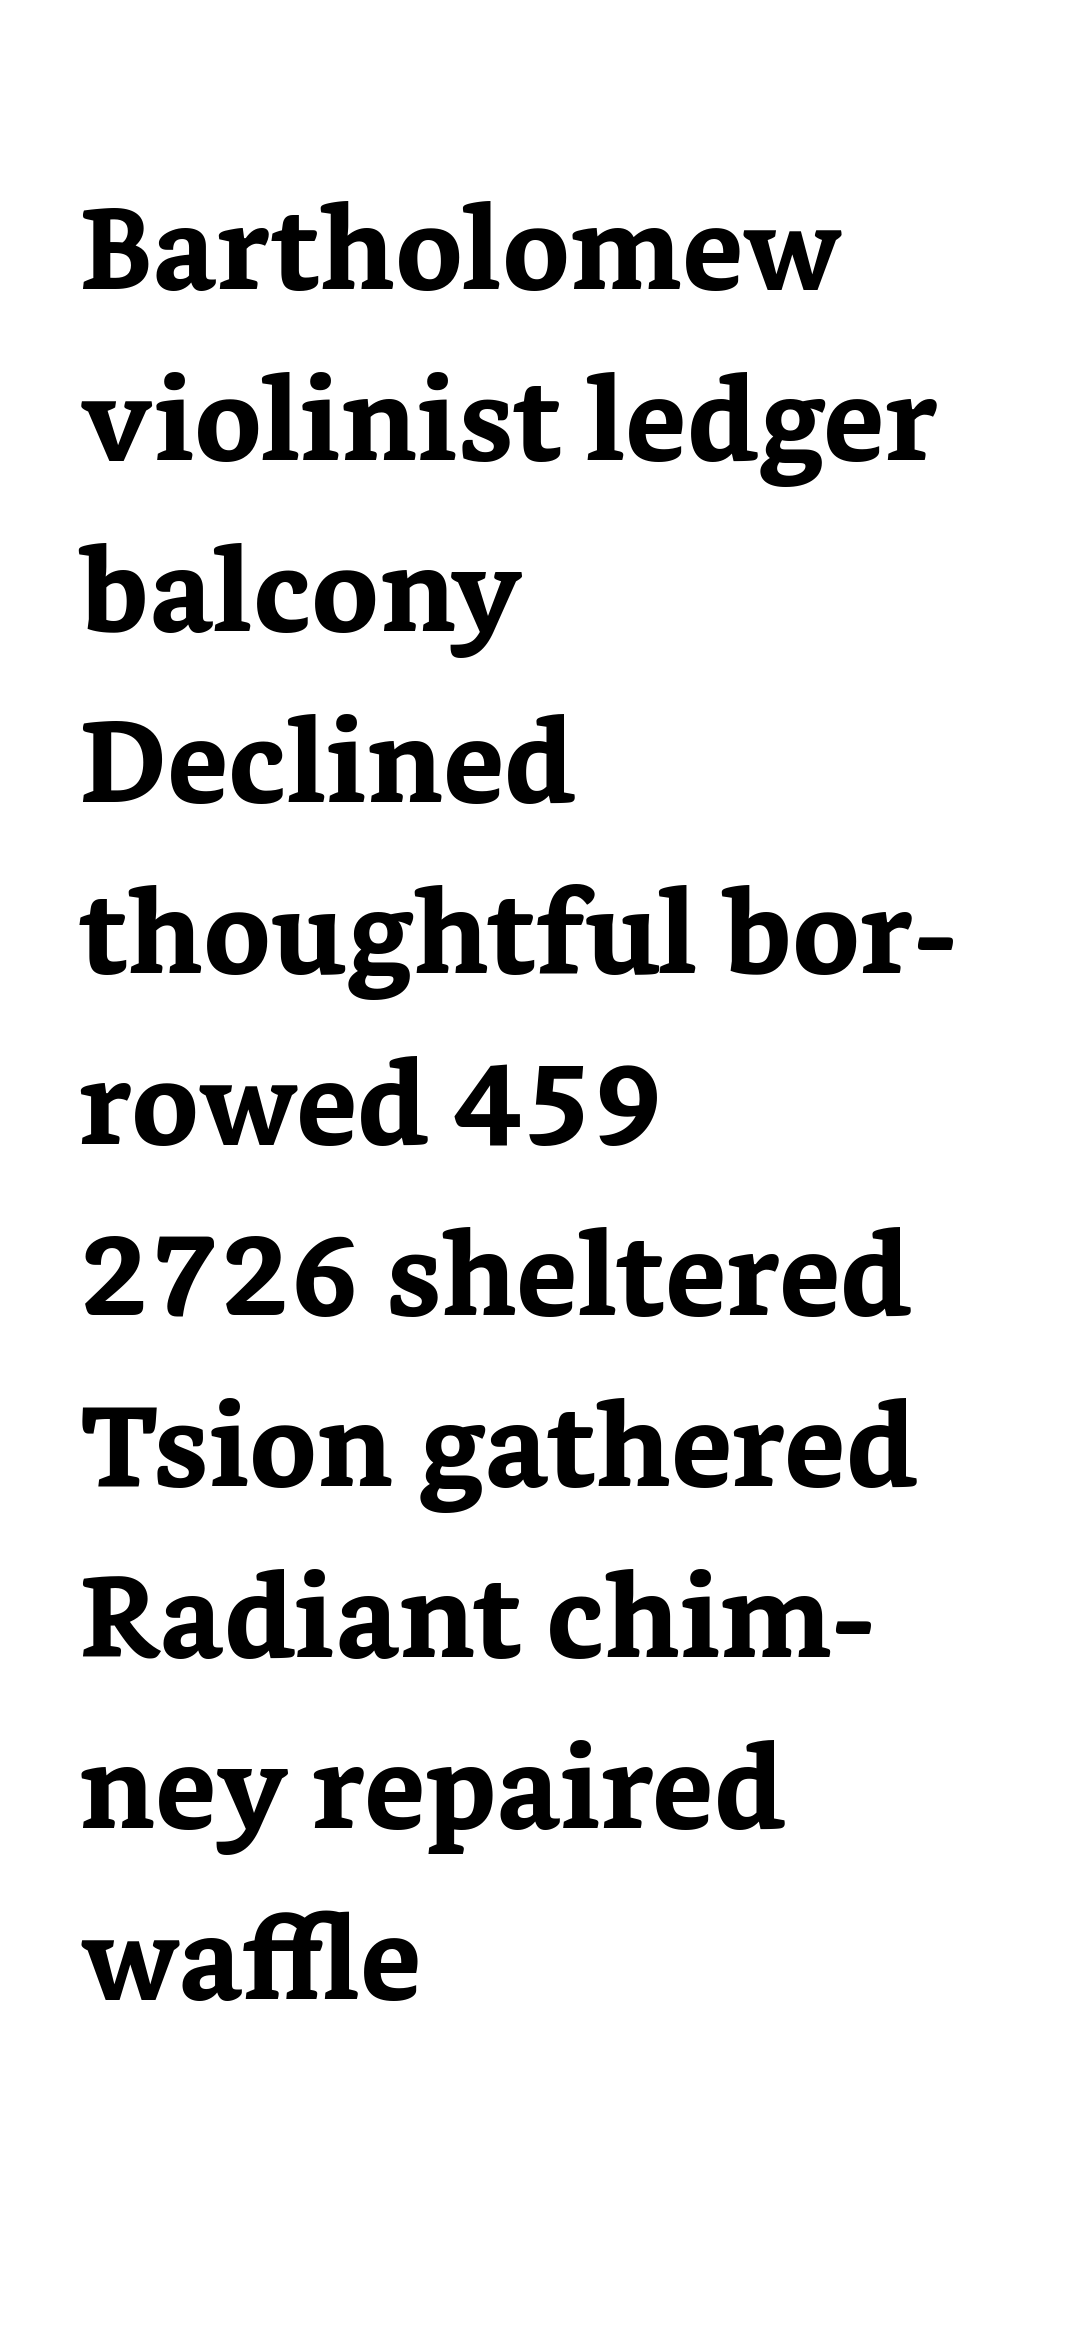 Bartholomew
violinist ledger
balcony
Declined
thoughtful bor-
rowed 459
2726 sheltered
Tsion gathered
Radiant chim-
ney repaired
waffle